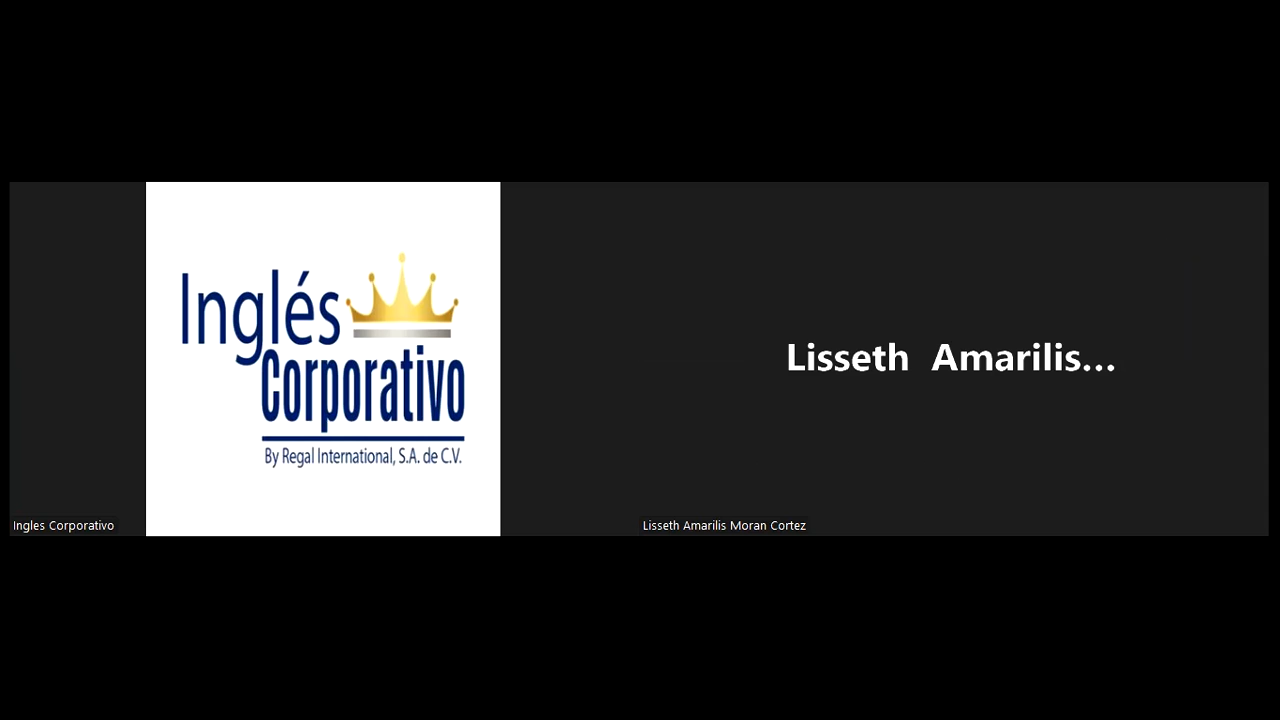 Inglés
Corporativo
By Regal International, S.A. de C.V.
Lisseth Amarilis...
Ingles Corporativo
Lisseth Amarilis Moran Cortez